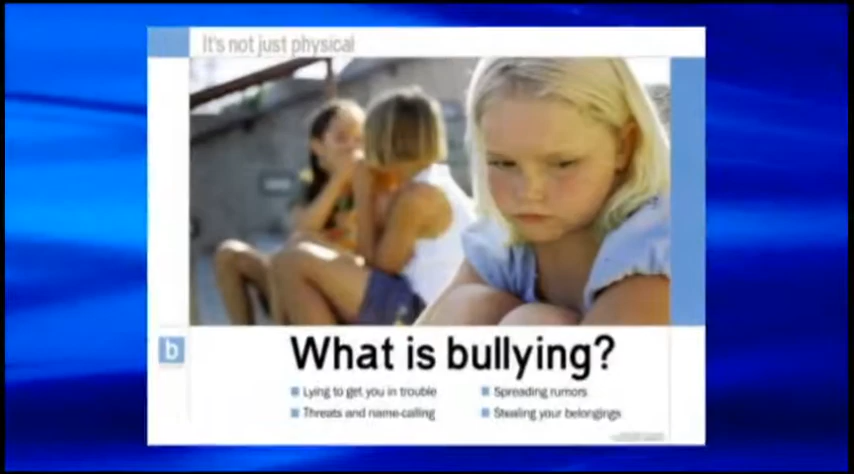 It's not just physical
b
What is bullying?
Lying to get you in trouble
Spreading rumors
Threats and name-calling
Stealing your belongings